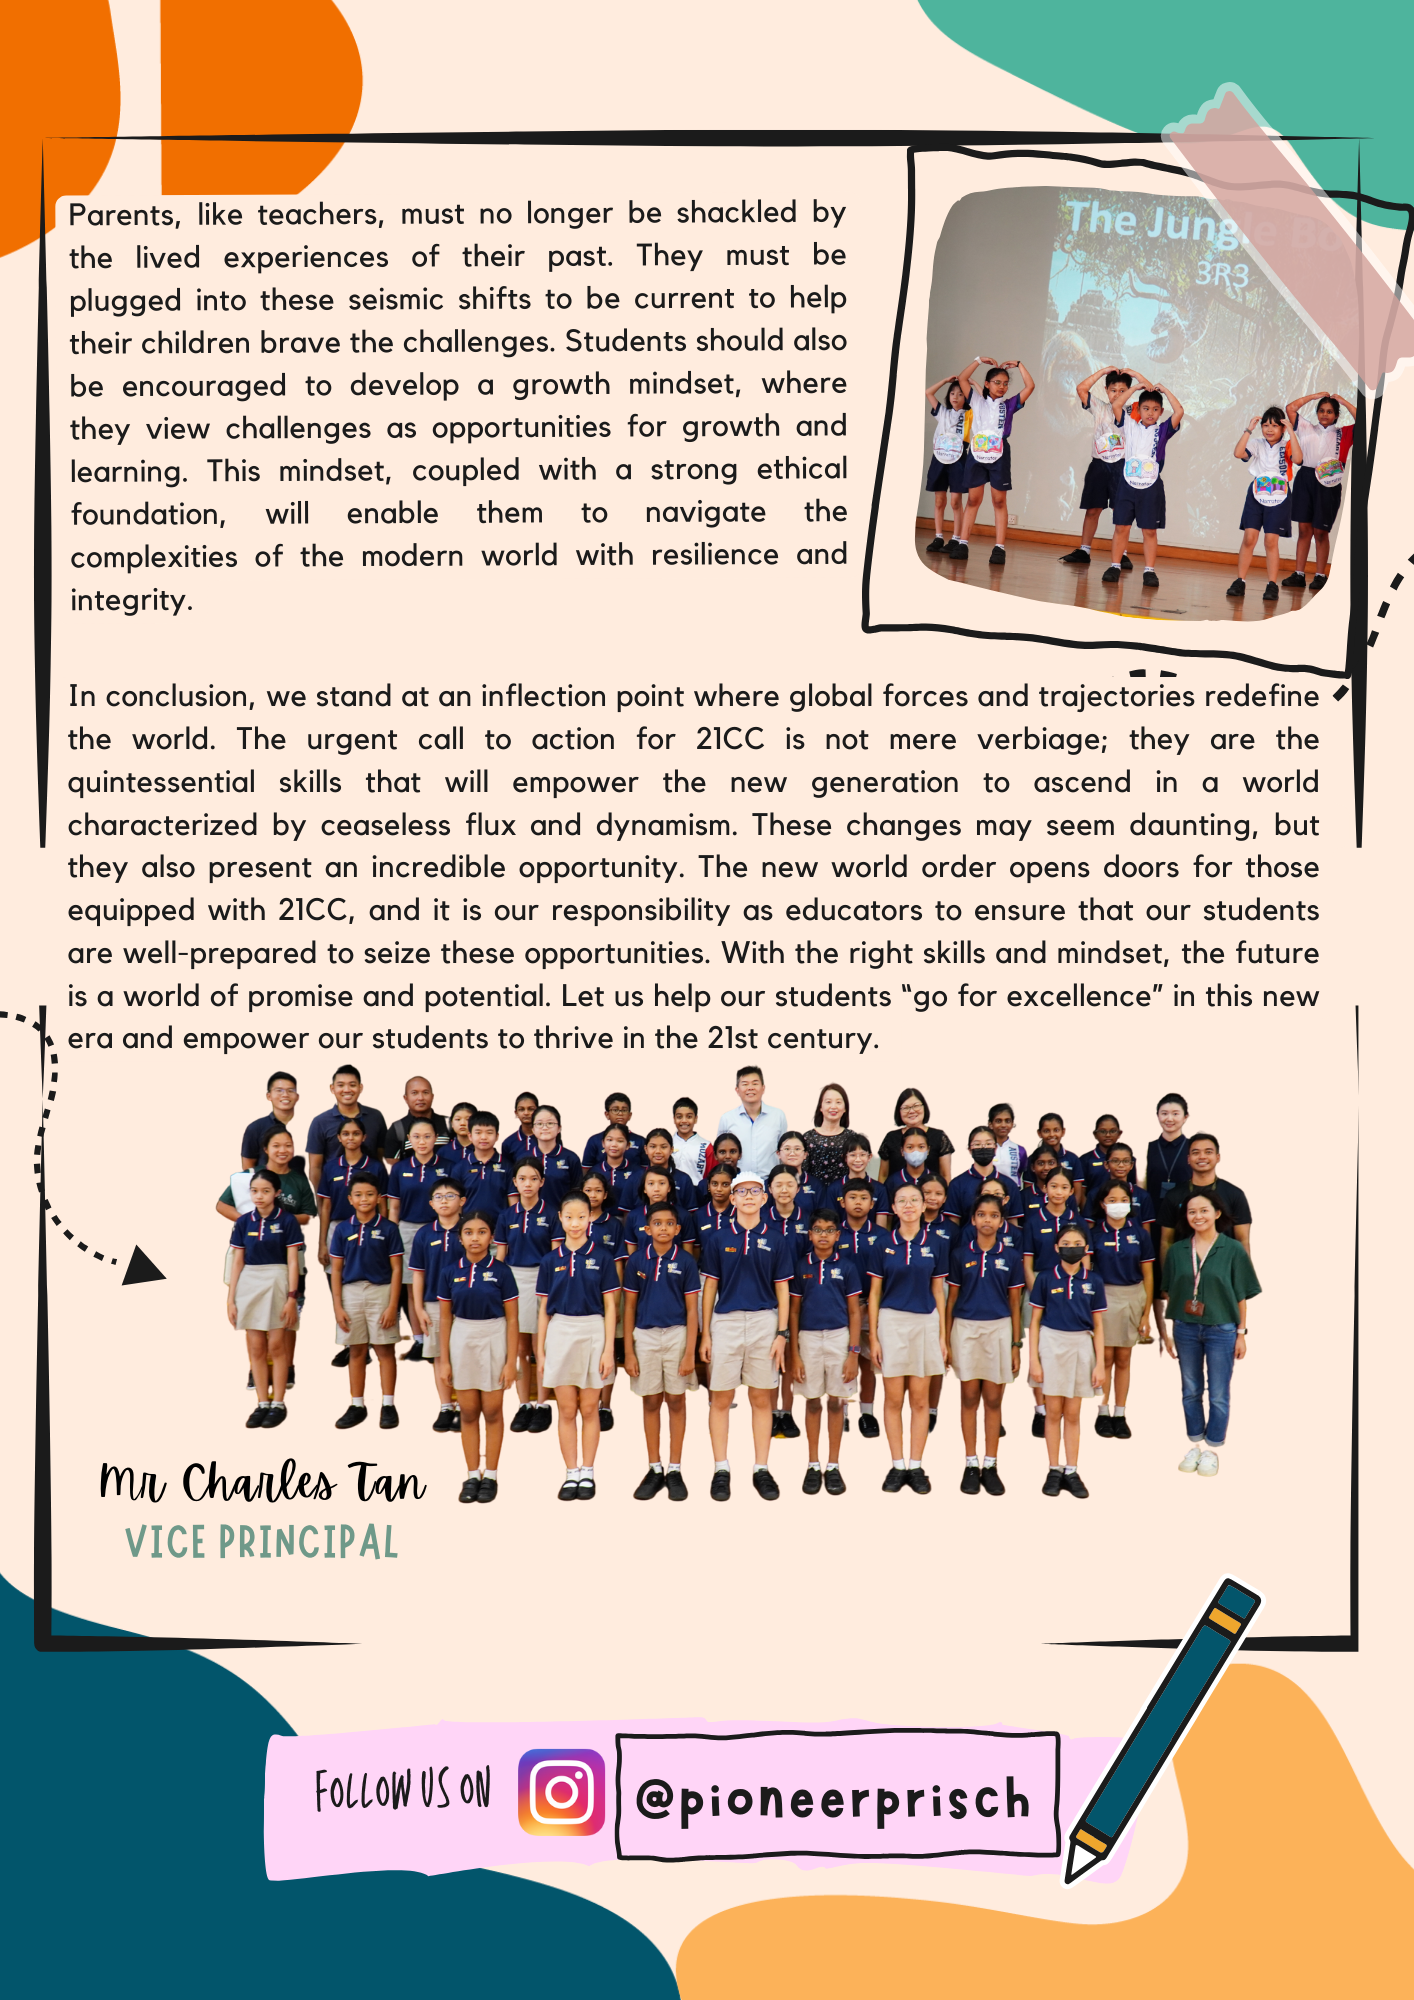 Parents, like teachers, must no longer be shackled by
the lived experiences of their past. They must be
plugged into these seismic shifts to be current to help
their children brave the challenges. Students should also
be encouraged to develop a growth mindset, where
they view challenges as opportunities for growth and
learning. This mindset, coupled with a strong ethical
foundation, will enable them to navigate the
complexities of the modern world with resilience and
integrity.
The Jungle Bo
3R3
In conclusion, we stand at an inflection point where global forces and trajectories redefine
the world. The urgent call to action for 21CC is not mere verbiage; they are the
quintessential skills that will empower the new generation to ascend in a world
characterized by ceaseless flux and dynamism. These changes may seem daunting, but
they also present an incredible opportunity. The new world order opens doors for those
equipped with 21CC, and it is our responsibility as educators to ensure that our students
are well-prepared to seize these opportunities. With the right skills and mindset, the future
is a world of promise and potential. Let us help our students “go for excellence” in this new
era and empower our students to thrive in the 21st century.
Mr Charles Tan
VICE PRINCIPAL
FOLLOW US ON
@pioneerprisch